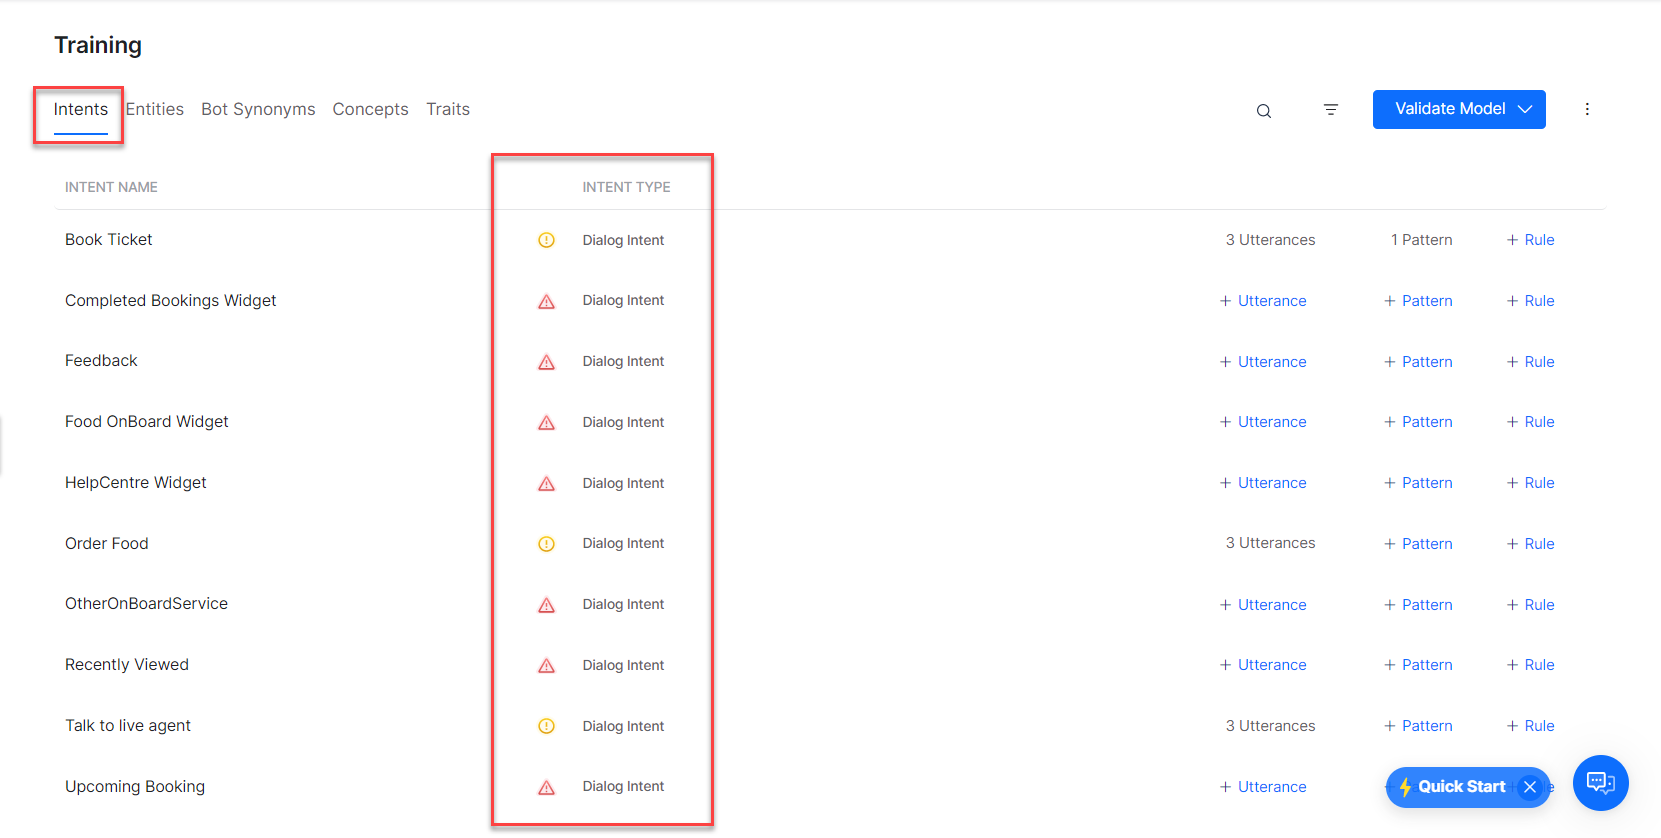 Training
Intents Entities Bot Synonyms Concepts Traits Validate Model
INTENT NAME INTENT TYPE
Book Ticket Dialog Intent 3 Utterances 1 Pattern + Rule
Completed Bookings Widget Dialog Intent + Utterance + Pattern + Rule
Feedback Dialog Intent + Utterance + Pattern + Rule
Food OnBoard Widget Dialog Intent + Utterance + Pattern + Rule
HelpCentre Widget Dialog Intent + Utterance + Pattern + Rule
Order Food Dialog Intent 3 Utterances + Pattern + Rule
OtherOnBoardService Dialog Intent + Utterance + Pattern + Rule
Recently Viewed Dialog Intent + Utterance + Pattern + Rule
Talk to live agent Dialog Intent 3 Utterances + Pattern + Rule
Upcoming Booking Dialog Intent + Utterance Quick Start